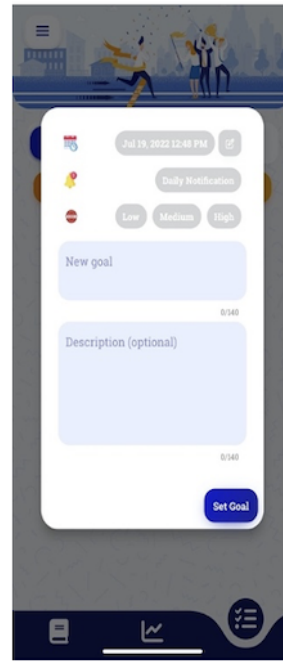 Jul 19, 2022 12:48 PM
Daily Notification
Low Medium High
New goal
0/140
Description (optional)
0/140
Set Goal